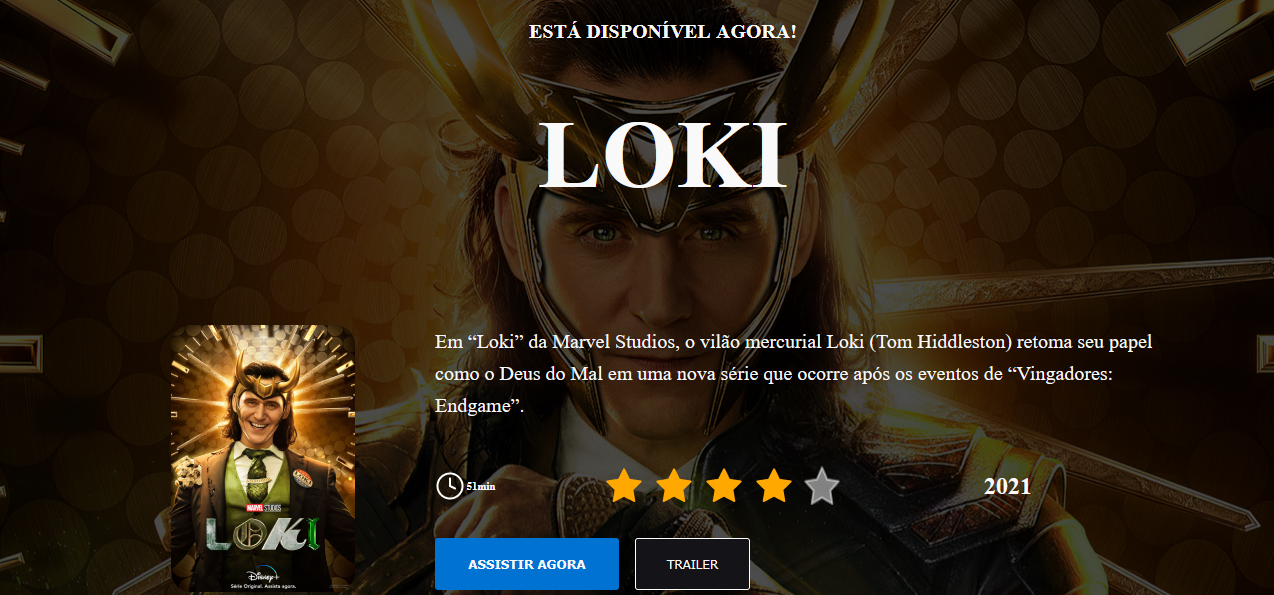 ESTÁ DISPONÍVEL AGORA!
LOKI
Em “Loki” da Marvel Studios, o vilão mercurial Loki (Tom Hiddleston) retoma seu papel
como o Deus do Mal em uma nova série que ocorre após os eventos de “Vingadores:
Endgame”.
51min
2021
ASSISTIR AGORA
TRAILER
MARVEL STUDIOS
LOKI
Disney+
Série Original. Assista agora.